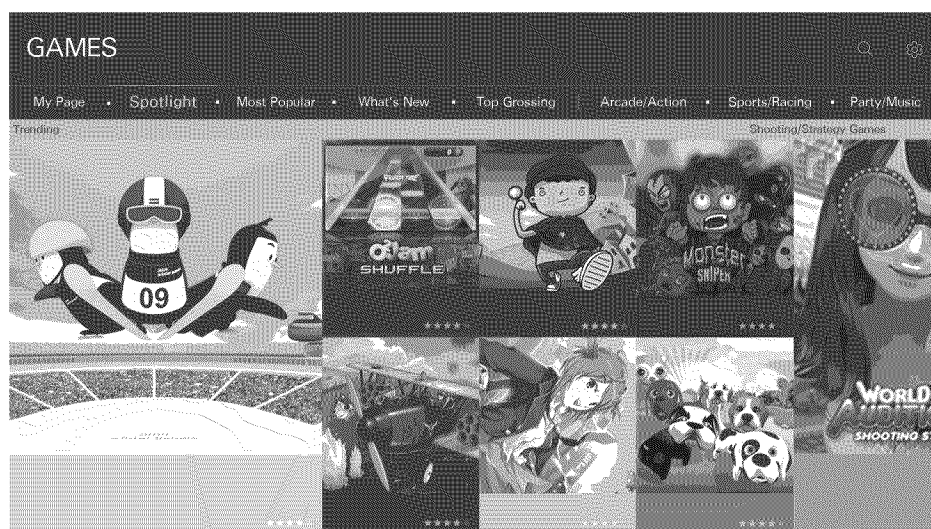 GAMES
My Page • Spotlight • Most Popular • What's New • Top Grossing Arcade/Action • Sports/Racing • Party/Music
Trending
Shooting/Strategy Games
SHUFFLE
Monster
SNIPER
09
WORLD
SHOOTING S